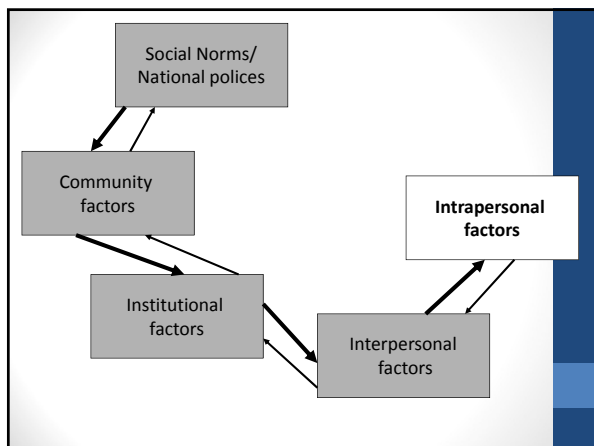 Social Norms/
National polices
Community
factors
Intrapersonal
factors
Institutional
factors
Interpersonal
factors